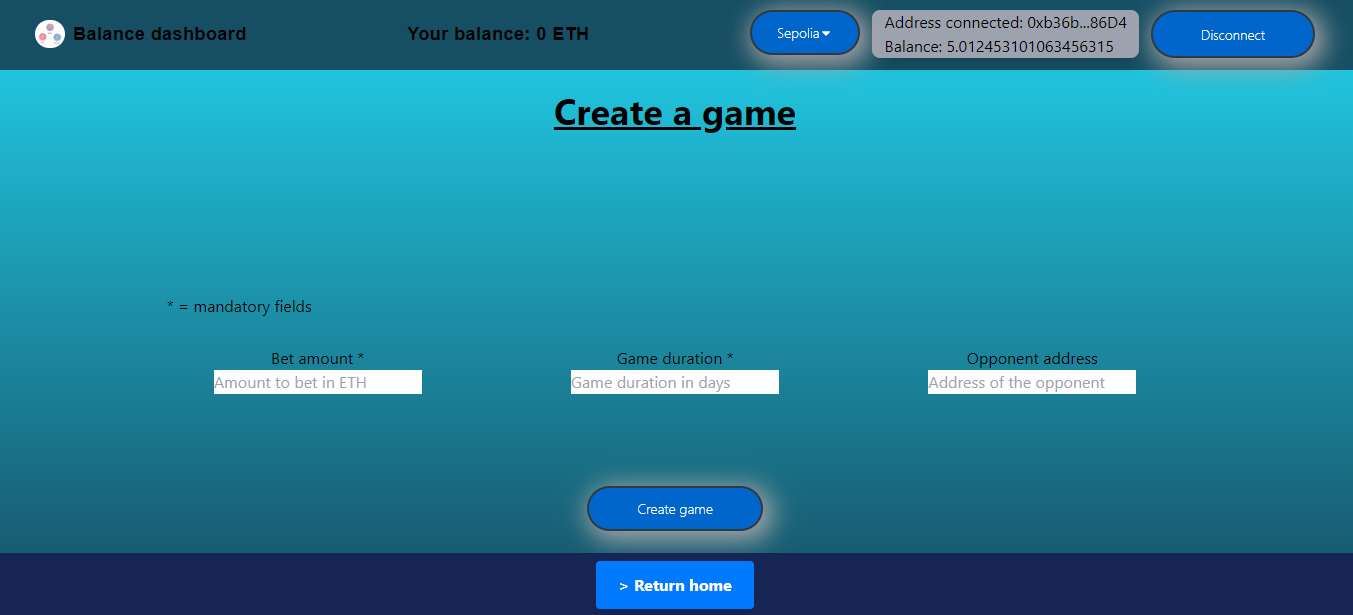 Balance dashboard
Your balance: 0 ETH
Sepolia
Address connected: 0xb36b...86D4
Balance: 5.012453101063456315
Disconnect
Create a game
* = mandatory fields
Bet amount *
Amount to bet in ETH
Game duration *
Game duration in days
Opponent address
Address of the opponent
Create game
> Return home